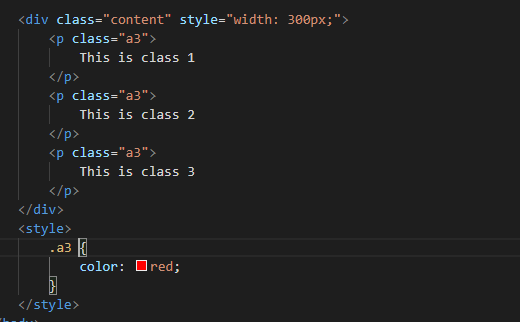 <div class="content" style="width: 300px;">
<p class="a3">
This is class 1
</p>
<p class="a3">
This is class 2
</p>
<p class="a3">
This is class 3
</p>
</div>
<style>
.a3 {
color: red;
}
</style>